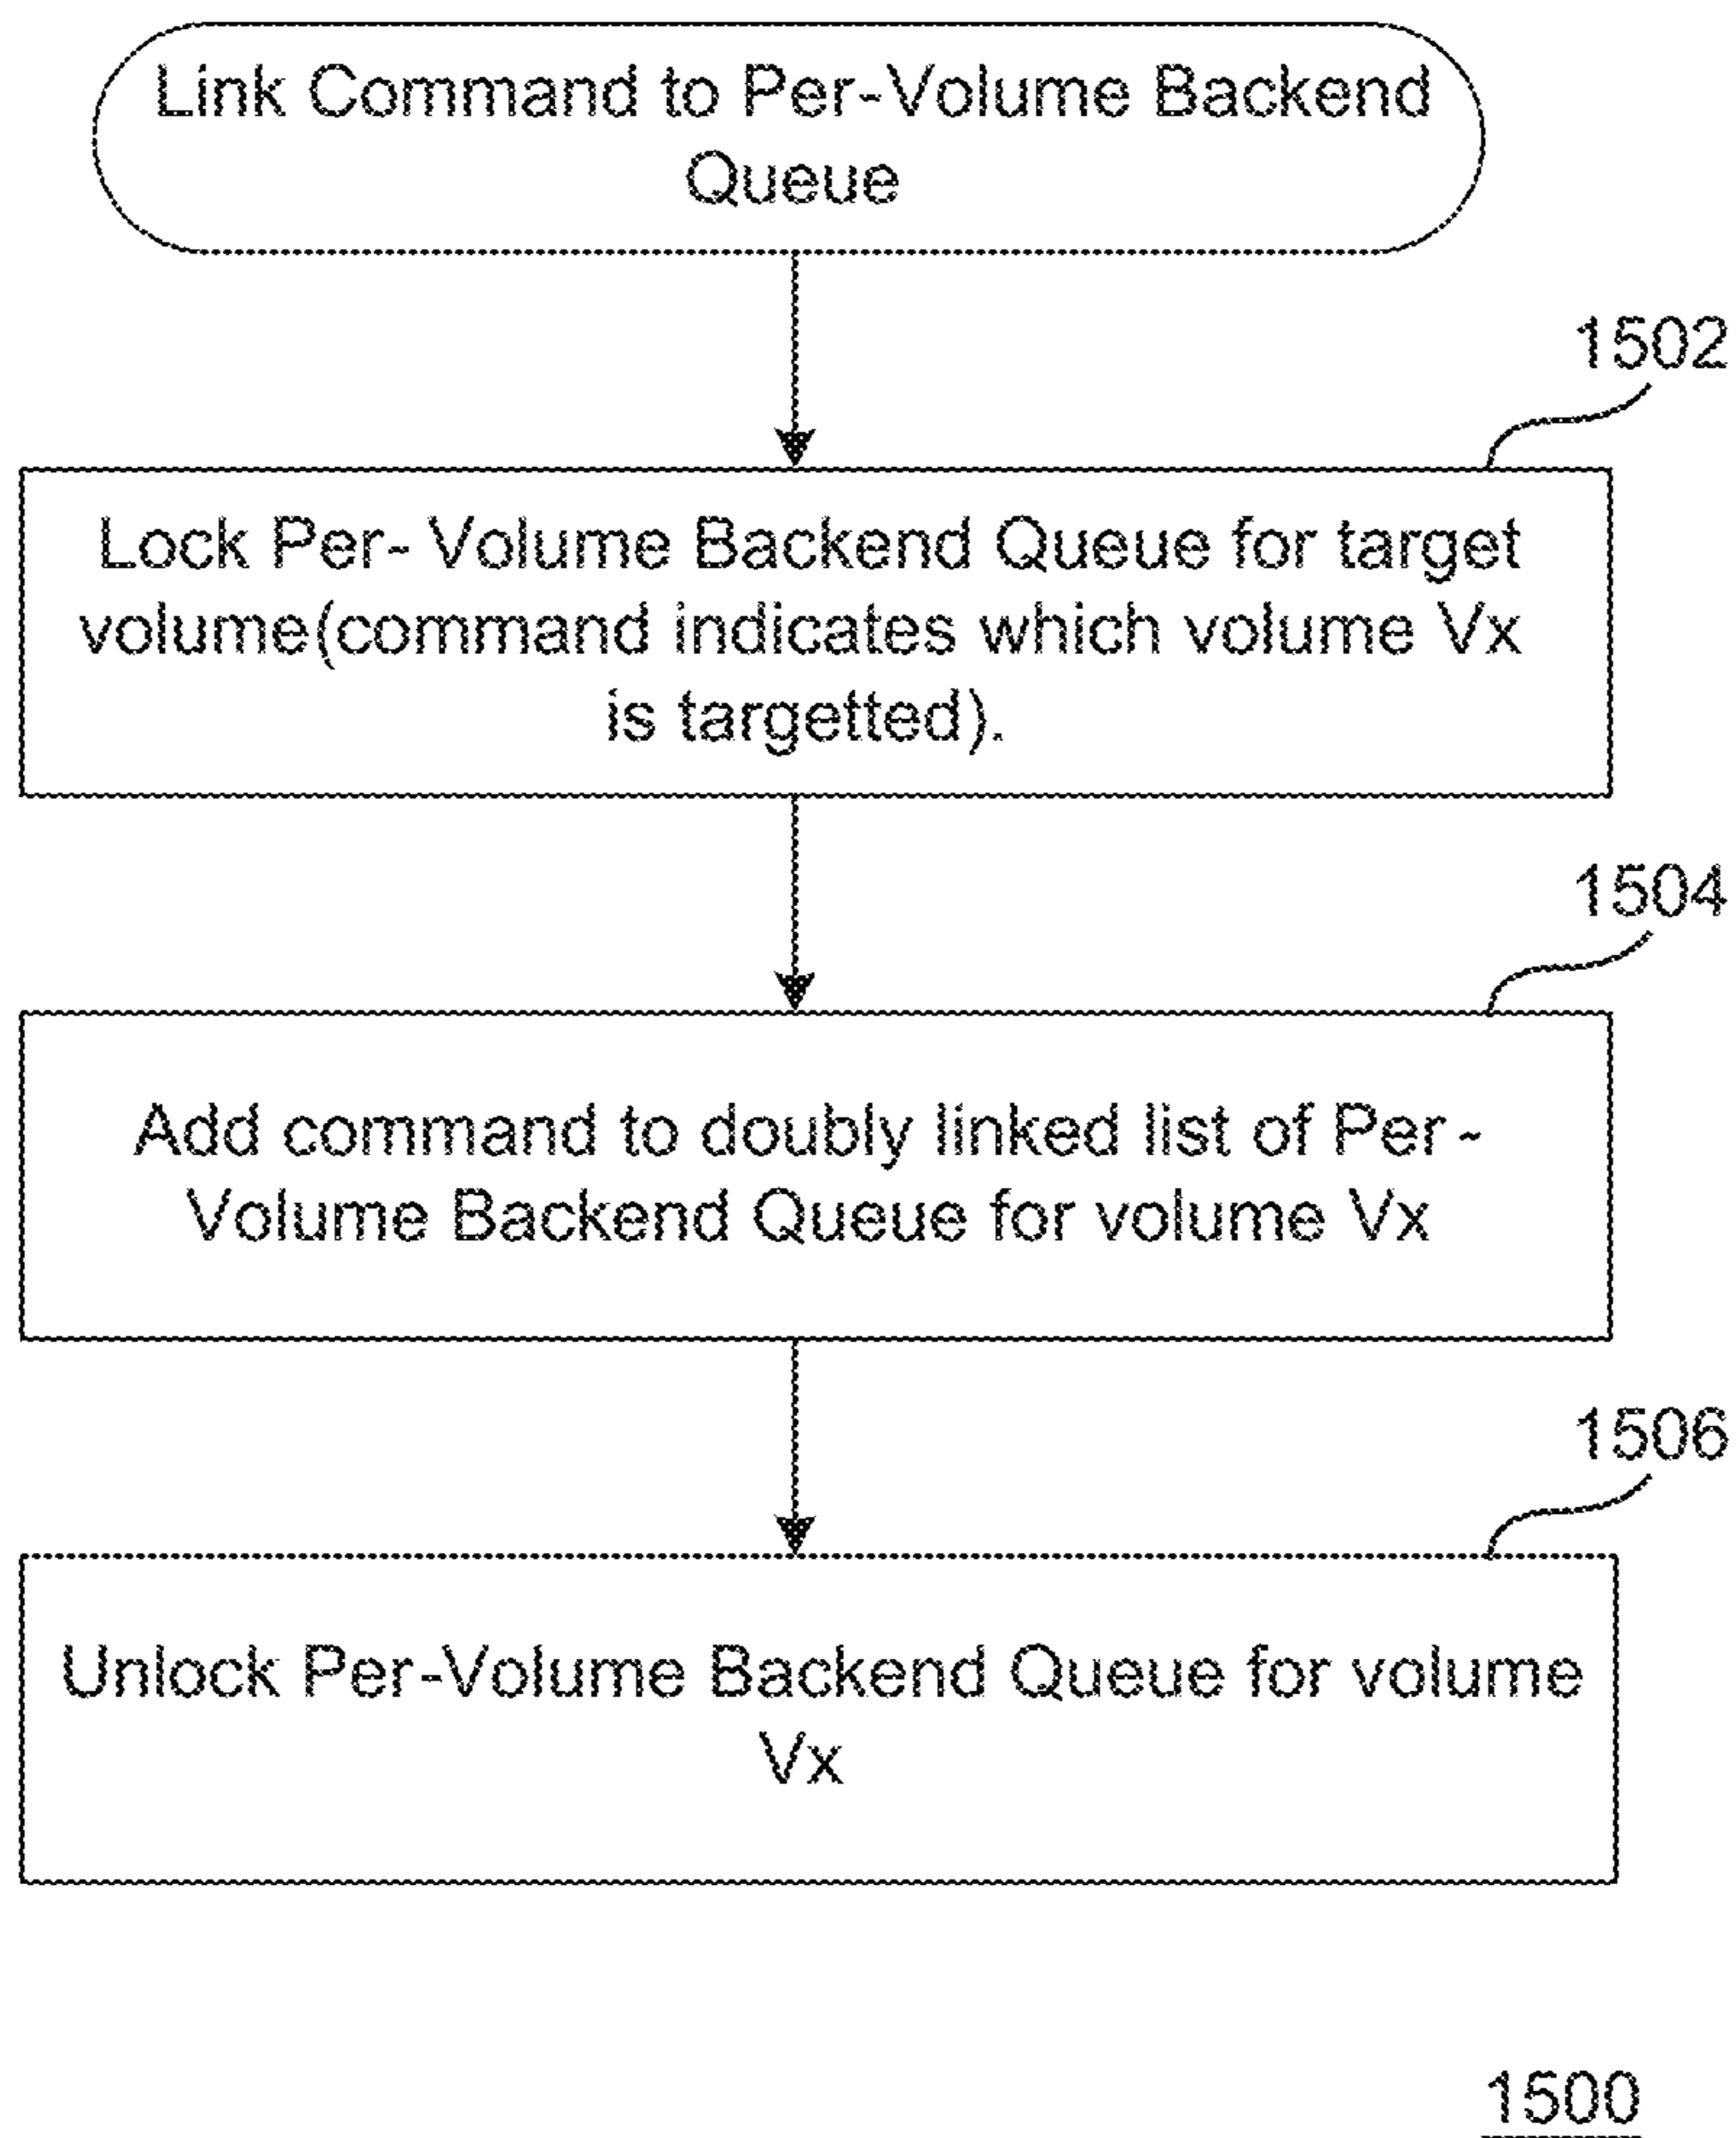 Link Command to Per-Volume Backend
Queue
1502
Lock Per- Volume Backend Queue for target
volume(command indicates which volume Vx
is targetted).
1504
Add command to doubly linked list of Per-
Volume Backend Queue for volume Vx
1506
Unlock Per-Volume Backend Queue for volume
Vx
1500